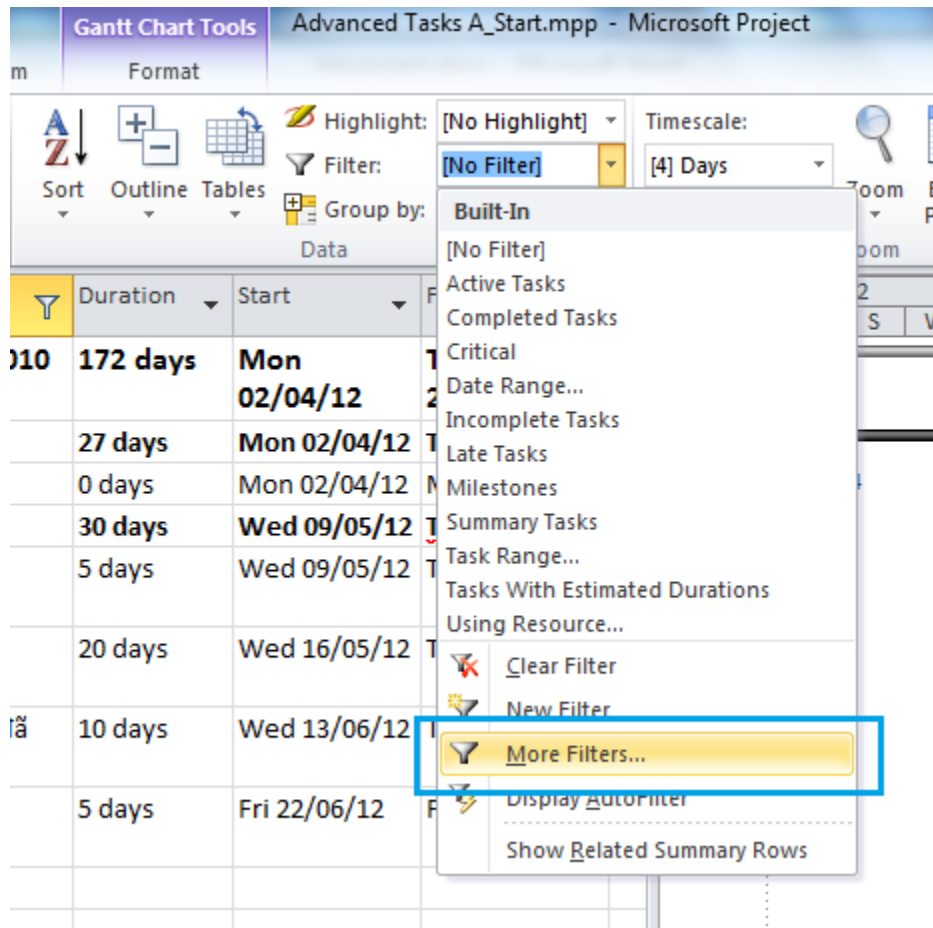 Gantt Chart Tools
Advanced Tasks A_Start.mpp - Microsoft Project
m
Format
Highlight: [No Highlight]
Timescale:
Filter: [No Filter]
[4] Days
Sort Outline Tables
Zoom
Group by:
Data
Built-In
[No Filter]
Active Tasks
Completed Tasks
Critical
Date Range...
Incomplete Tasks
Late Tasks
Milestones
Summary Tasks
Task Range...
Tasks With Estimated Durations
Using Resource...
Clear Filter
New Filter
More Filters...
Display AutoFilter
Show Related Summary Rows
Duration Start
S
172 days Mon 02/04/12
27 days Mon 02/04/12
0 days Mon 02/04/12
30 days Wed 09/05/12
5 days Wed 09/05/12
20 days Wed 16/05/12
10 days Wed 13/06/12
5 days Fri 22/06/12